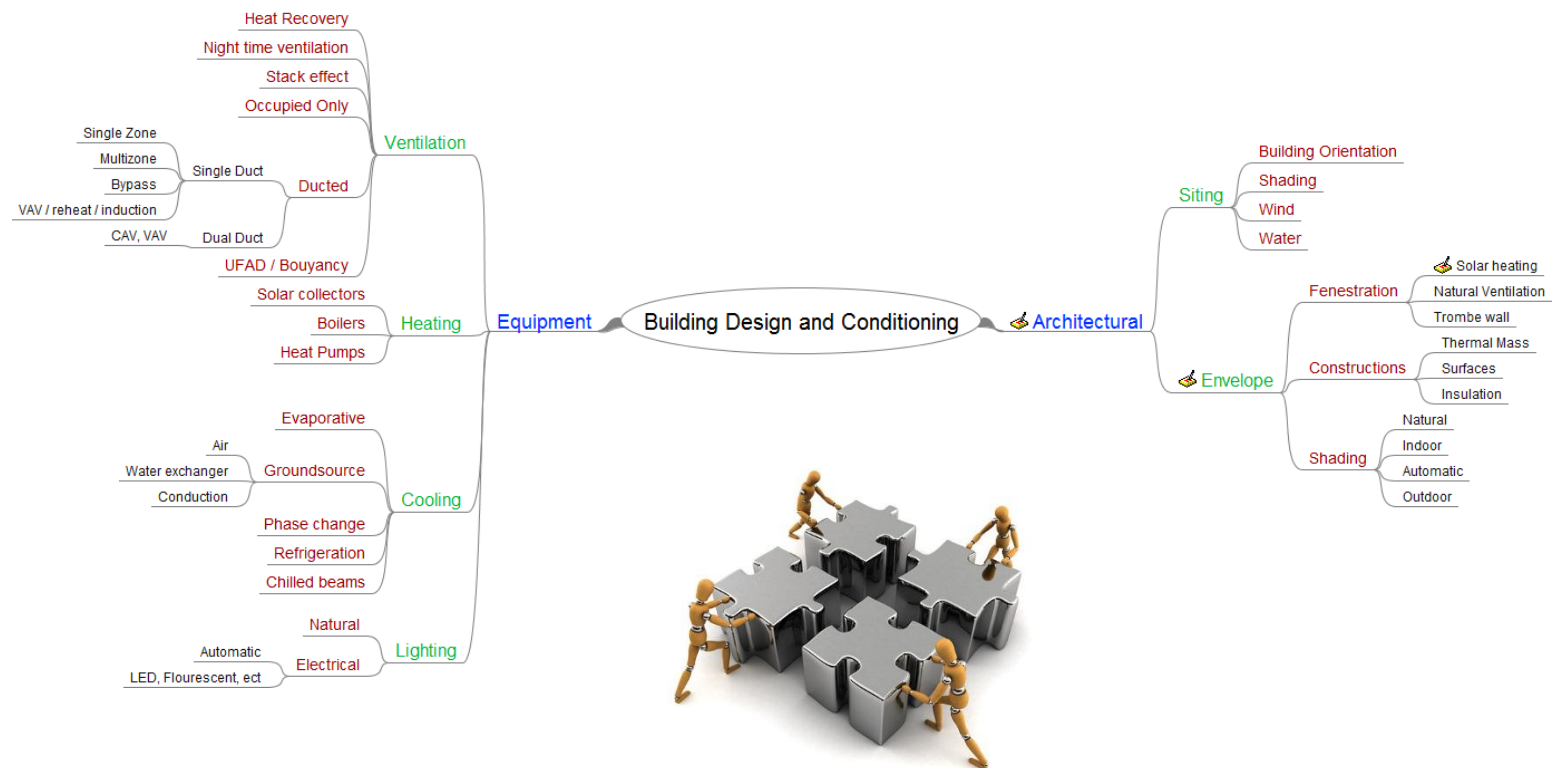 Heat Recovery
Night time ventilation
Stack effect
Occupied Only
Single Zone
Multizone
Bypass
VAV / reheat / induction
Single Duct
CAV, VAV
Dual Duct
Ducted
UFAD / Bouyancy
Ventilation
Solar collectors
Boilers
Heat Pumps
Heating
Evaporative
Air
Water exchanger
Conduction
Groundsource
Phase change
Refrigeration
Chilled beams
Cooling
Natural
Automatic
LED, Flourescent, ect
Electrical
Lighting
Equipment
Building Design and Conditioning
Architectural
Siting
Building Orientation
Shading
Wind
Water
Envelope
Fenestration
Solar heating
Natural Ventilation
Trombe wall
Constructions
Thermal Mass
Surfaces
Insulation
Shading
Natural
Indoor
Automatic
Outdoor